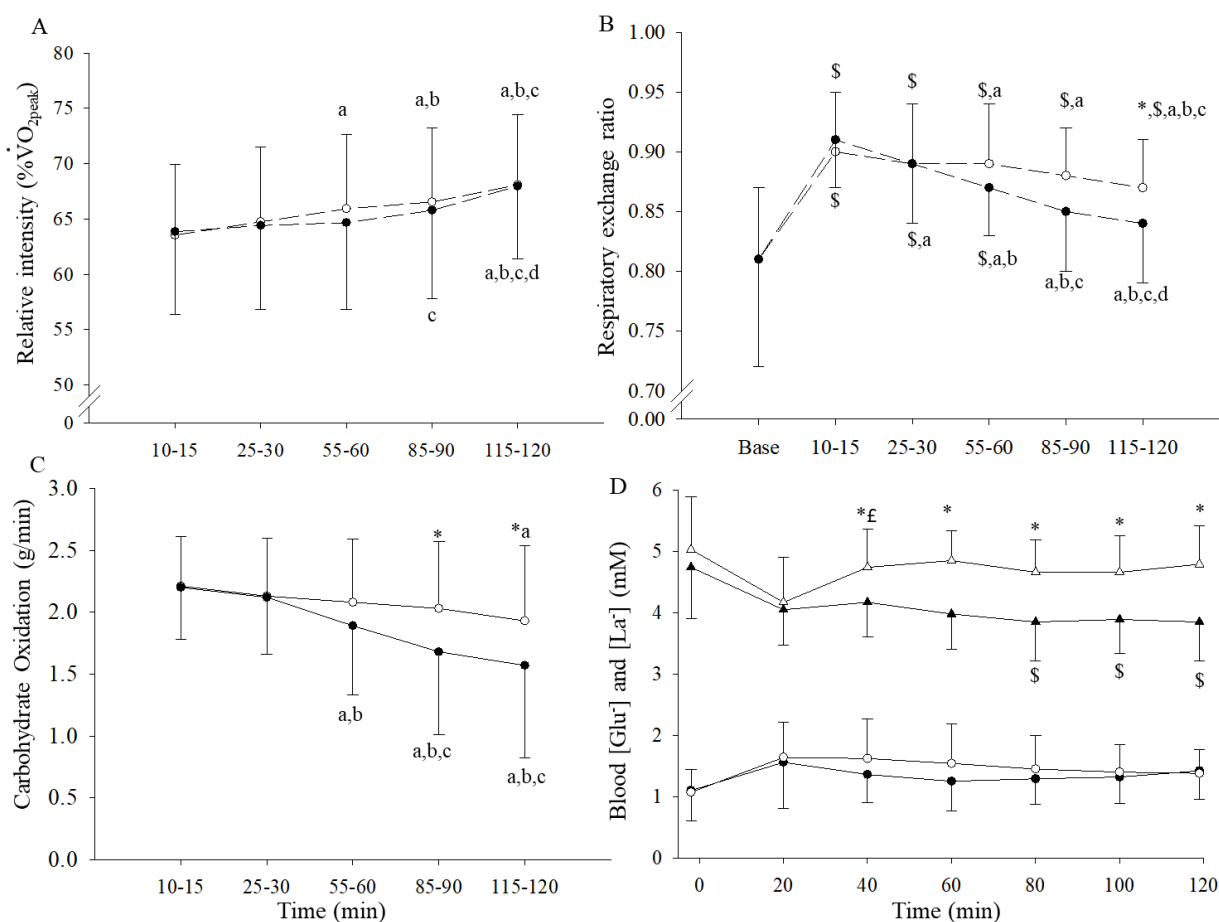 A
Relative intensity (%V̇O2peak)
80
75
70
65
60
55
50
0
a
a,b
a,b,c
c
a,b,c,d
10-15 25-30 55-60 85-90 115-120
B
Respiratory exchange ratio
1.00
0.95
0.90
0.85
0.80
0.75
0.70
0.00
$ $ $,a $,a *,$,a,b,c
$ $,a $,a,b a,b,c a,b,c,d
Base 10-15 25-30 55-60 85-90 115-120
C
Carbohydrate Oxidation (g/min)
3.0
2.5
2.0
1.5
1.0
0.5
0.0
* *a
a,b a,b,c a,b,c
10-15 25-30 55-60 85-90 115-120
Time (min)
D
Blood [Glu-] and [La-] (mM)
6
5
4
3
2
1
0
*£ * * * *
$ $ $
0 20 40 60 80 100 120
Time (min)